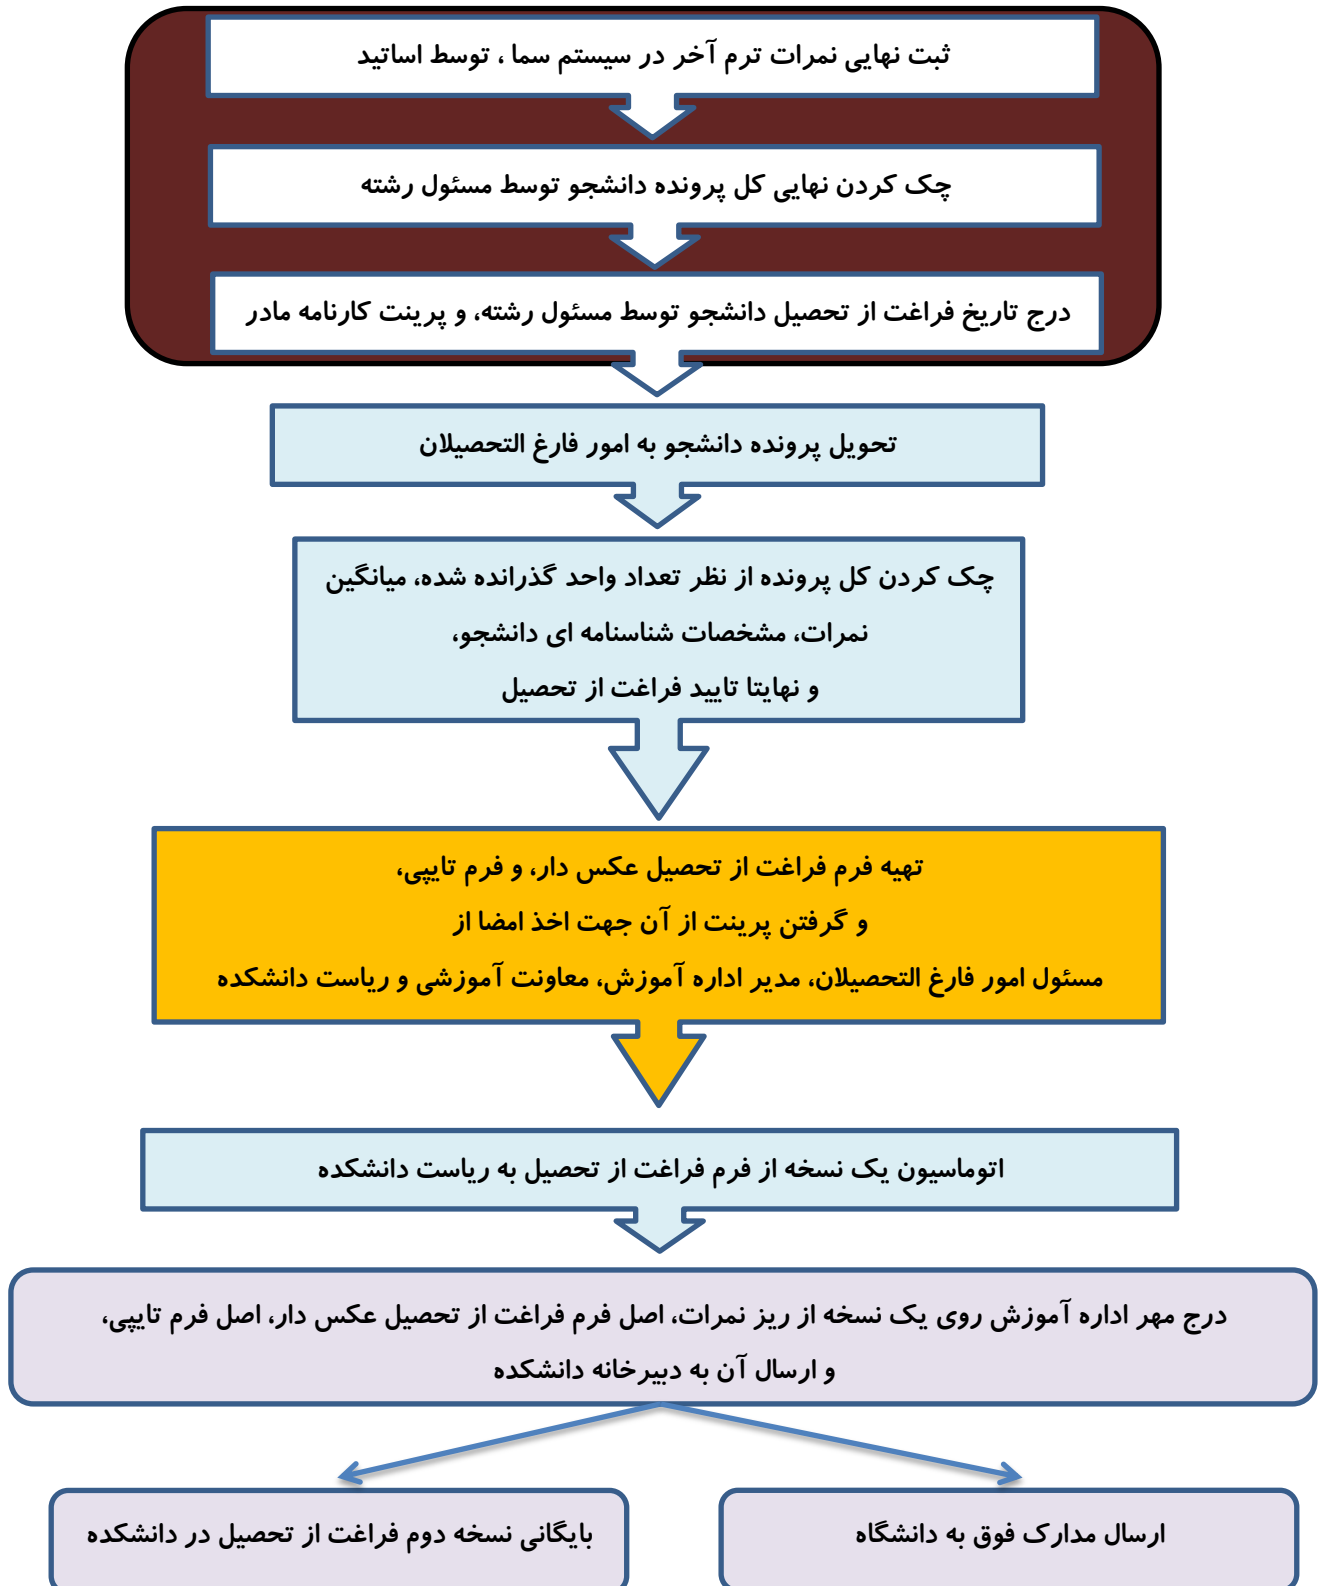 ثبت نهایی نمرات ترم آخر در سیستم سما ، توسط اساتید
چک کردن نهایی کل پرونده دانشجو توسط مسئول رشته
درج تاریخ فراغت از تحصیل دانشجو توسط مسئول رشته، و پرینت کارنامه مادر
تحویل پرونده دانشجو به امور فارغ التحصیلان
چک کردن کل پرونده از نظر تعداد واحد گذرانده شده، میانگین
نمرات، مشخصات شناسنامه ای دانشجو،
و نهایتا تایید فراغت از تحصیل
تهیه فرم فراغت از تحصیل عکس دار، و فرم تایپی،
و گرفتن پرینت از آن جهت اخذ امضا از
مسئول امور فارغ التحصیلان، مدیر اداره آموزش، معاونت آموزشی و ریاست دانشکده
اتوماسیون یک نسخه از فرم فراغت از تحصیل به ریاست دانشکده
درج مهر اداره آموزش روی یک نسخه از ریز نمرات، اصل فرم فراغت از تحصیل عکس دار، اصل فرم تایپی،
و ارسال آن به دبیرخانه دانشکده
ارسال مدارک فوق به دانشگاه
بایگانی نسخه دوم فراغت از تحصیل در دانشکده